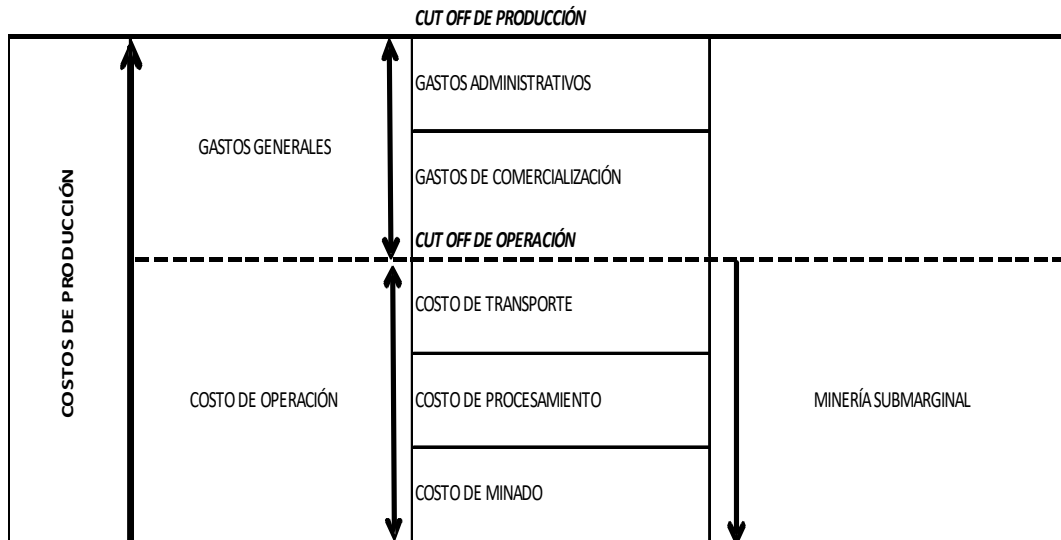 CUT OFF DE PRODUCCIÓN
GASTOS ADMINISTRATIVOS
GASTOS GENERALES
GASTOS DE COMERCIALIZACIÓN
CUT OFF DE OPERACIÓN
COSTOS DE PRODUCCIÓN
COSTO DE TRANSPORTE
COSTO DE OPERACIÓN
COSTO DE PROCESAMIENTO
MINERÍA SUBMARGINAL
COSTO DE MINADO